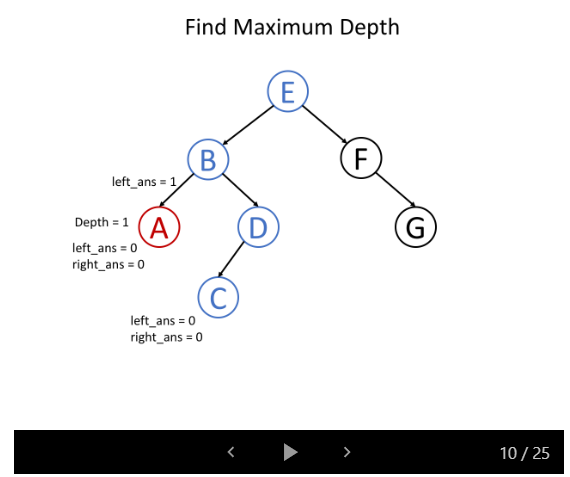 Find Maximum Depth
E
B
F
left_ans = 1
Depth = 1
A
D
G
left_ans = 0
right_ans = 0
C
left_ans = 0
right_ans = 0
10 / 25